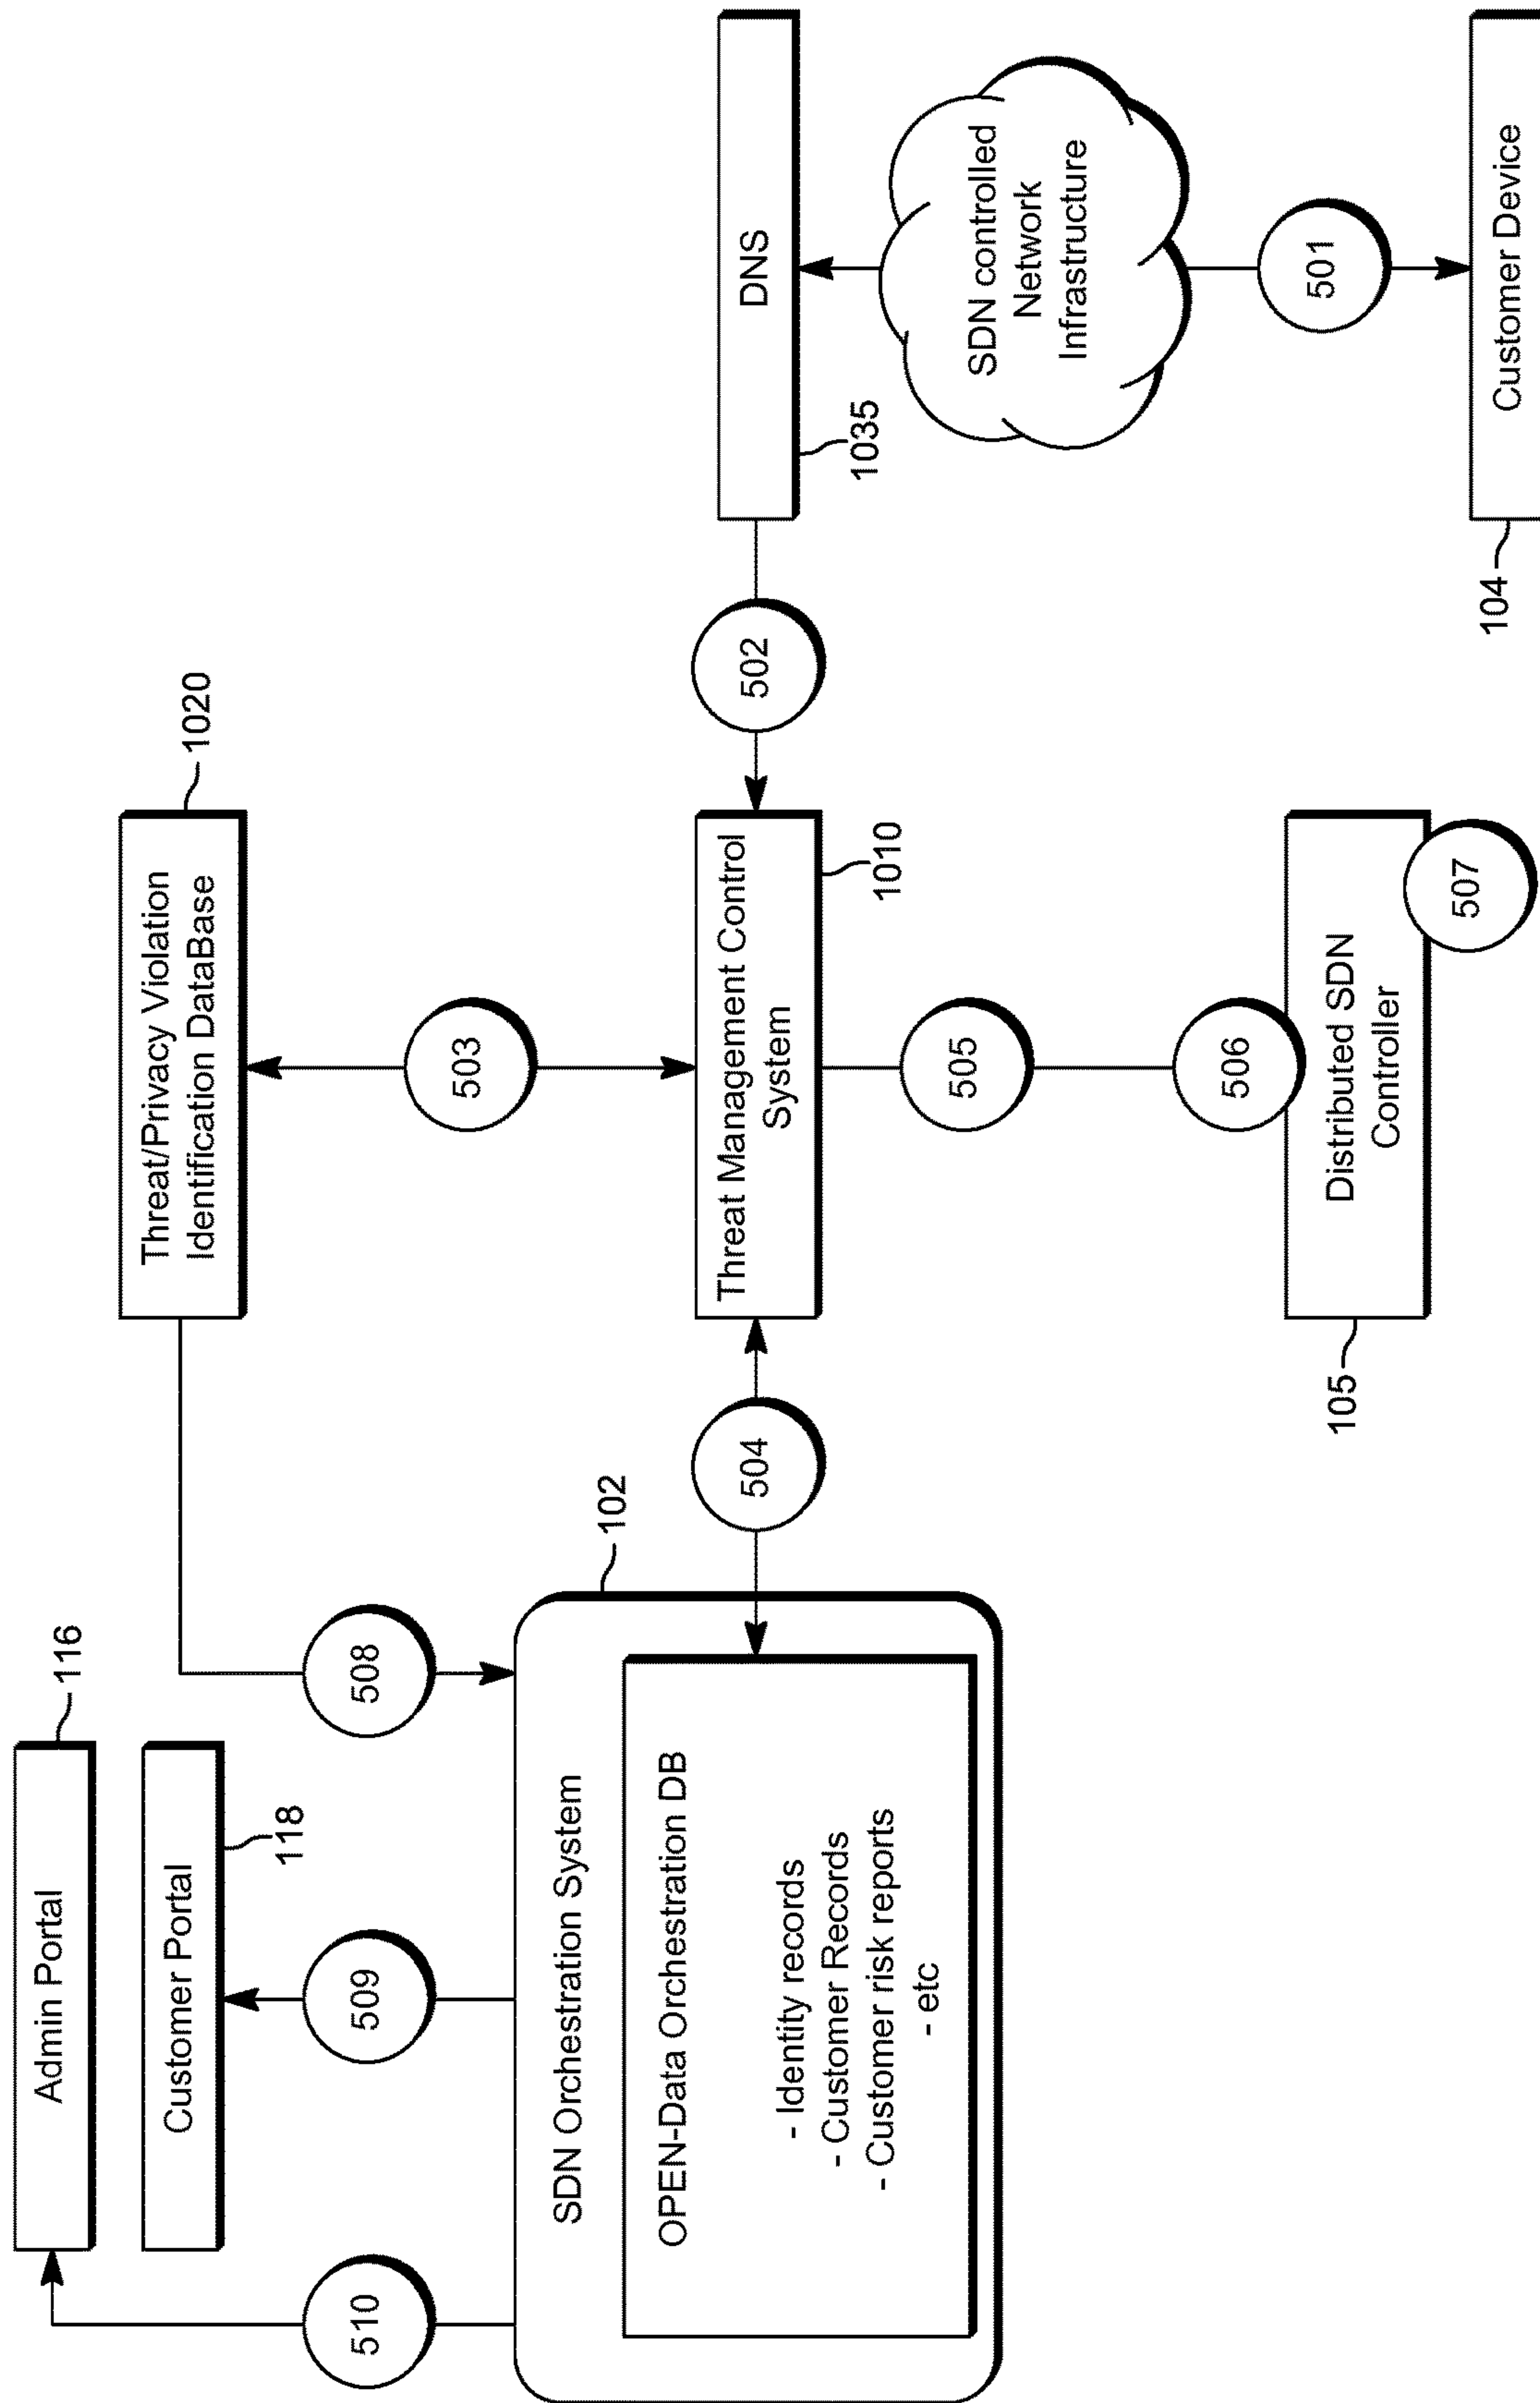 Admin Portal
116
Customer Portal
118
Threat/Privacy Violation
Identification DataBase
1020
510
509
508
503
SDN Orchestration System
102
OPEN-Data Orchestration DB
- Identity records
- Customer Records
- Customer risk reports
- etc
504
Threat Management Control
System
1010
502
DNS
1035
SDN controlled
Network
Infrastructure
505
506
501
Distributed SDN
Controller
105
507
Customer Device
104